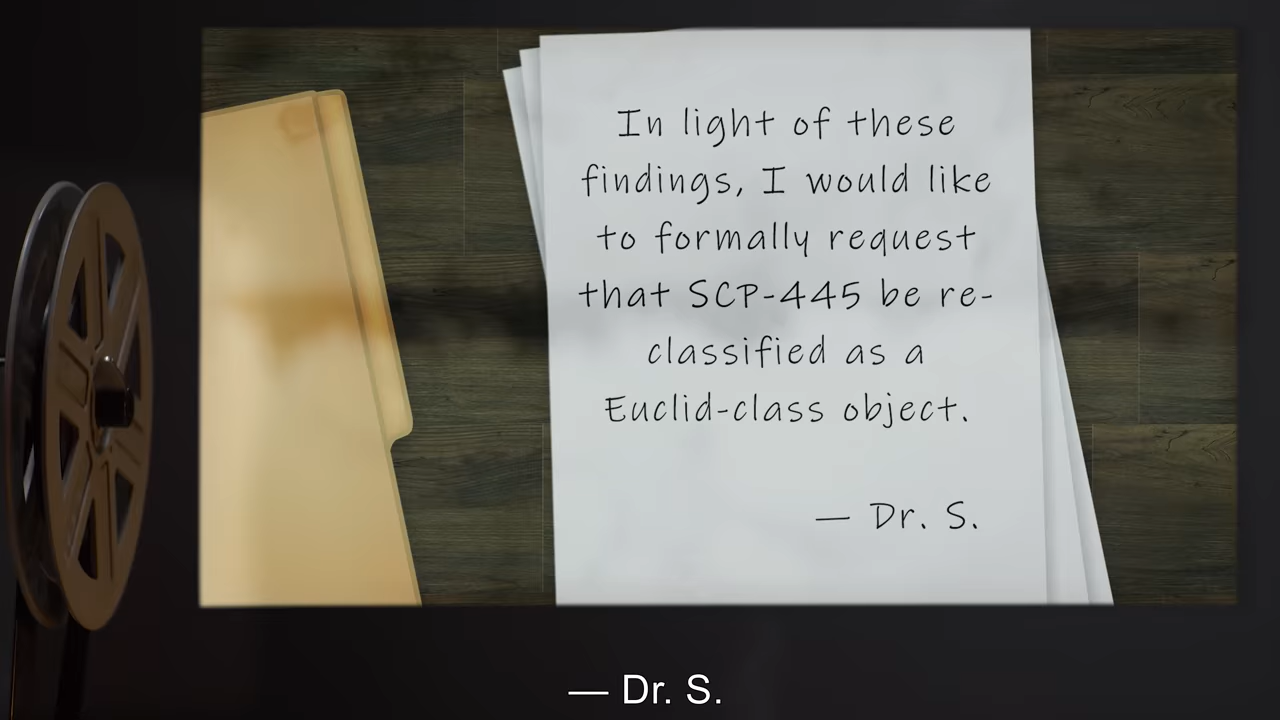 In light of these
findings, I would like
to formally request
that SCP-445 be re-
classified as a
Euclid-class object.
— Dr. S.
— Dr. S.